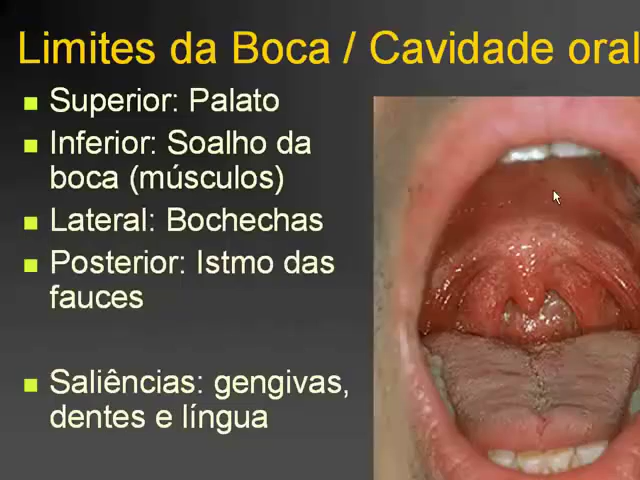 Limites da Boca / Cavidade oral
Superior: Palato
Inferior: Soalho da
boca (músculos)
Lateral: Bochechas
Posterior: Istmo das
fauces
Saliências: gengivas,
dentes e língua